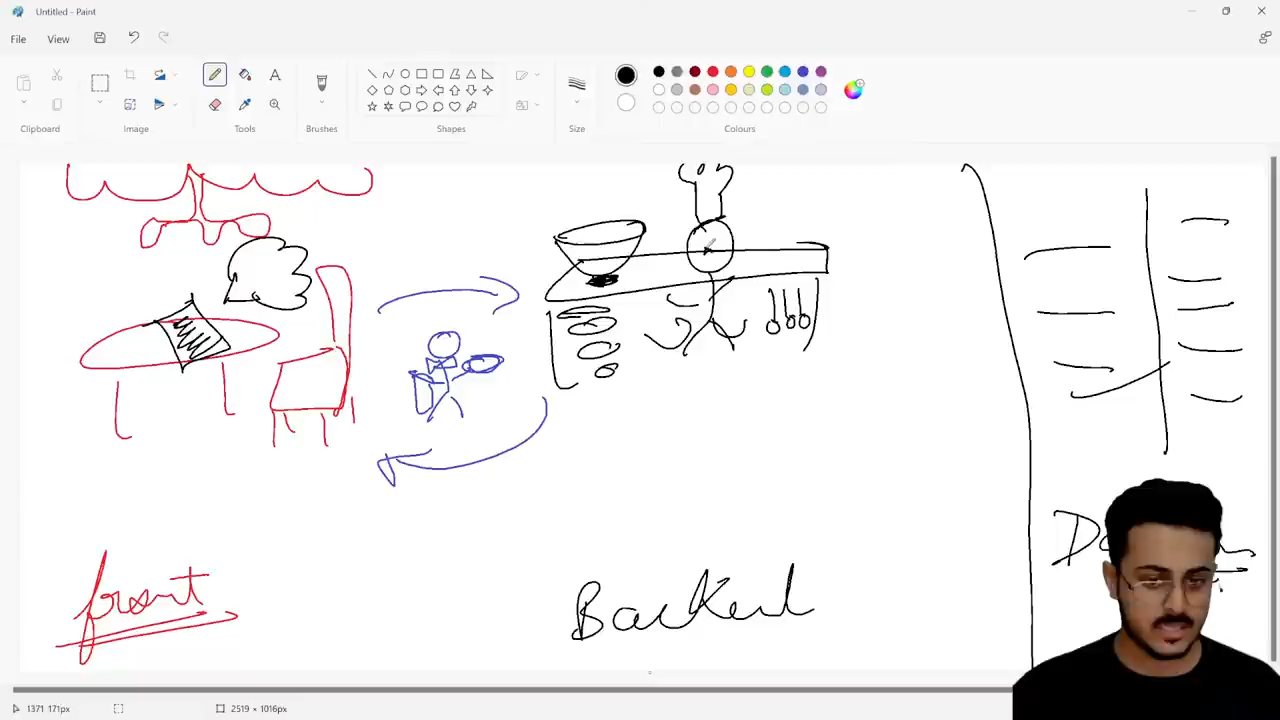 Untitled - Paint
File
View
Clipboard
Image
Tools
Brushes
Shapes
Size
Colours
front
Backend
1371 171px
2519 × 1016px